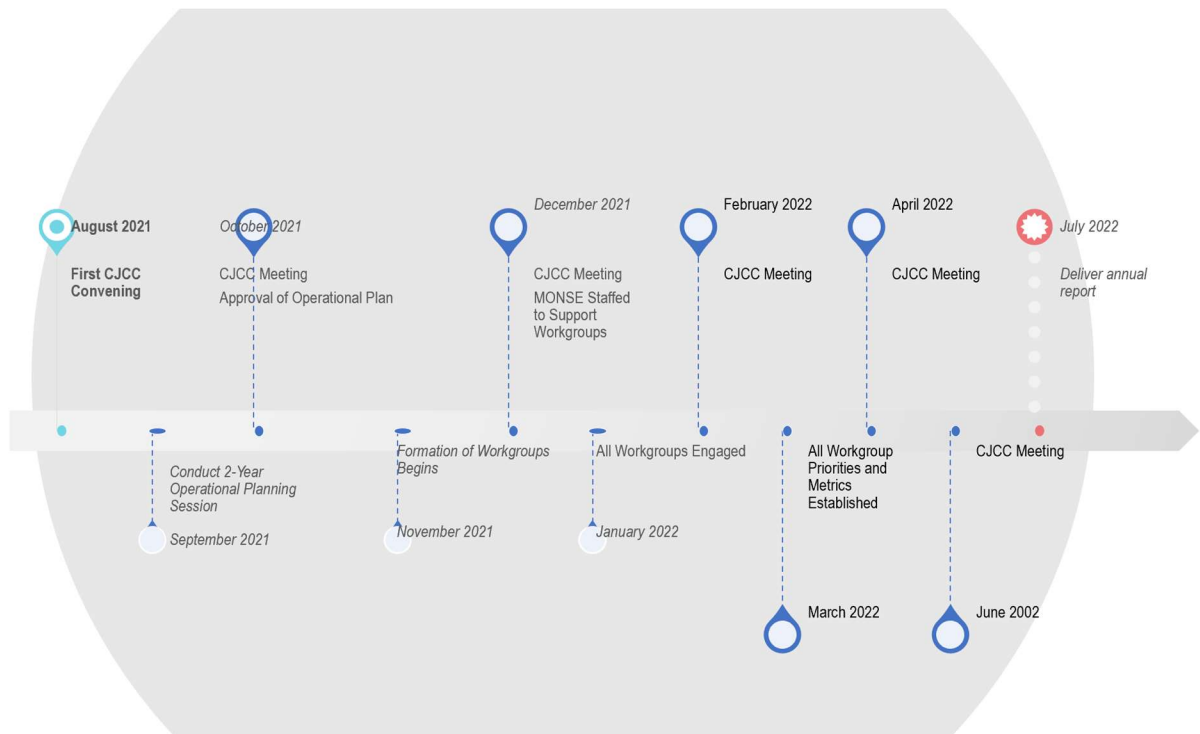 August 2021
First CJCC
Convening
October 2021
CJCC Meeting
Approval of Operational Plan
December 2021
CJCC Meeting
MONSE Staffed
to Support
Workgroups
February 2022
CJCC Meeting
April 2022
CJCC Meeting
July 2022
Deliver annual
report
Conduct 2-Year
Operational Planning
Session
September 2021
Formation of Workgroups
Begins
November 2021
All Workgroups Engaged
January 2022
All Workgroup
Priorities and
Metrics
Established
March 2022
CJCC Meeting
June 2002